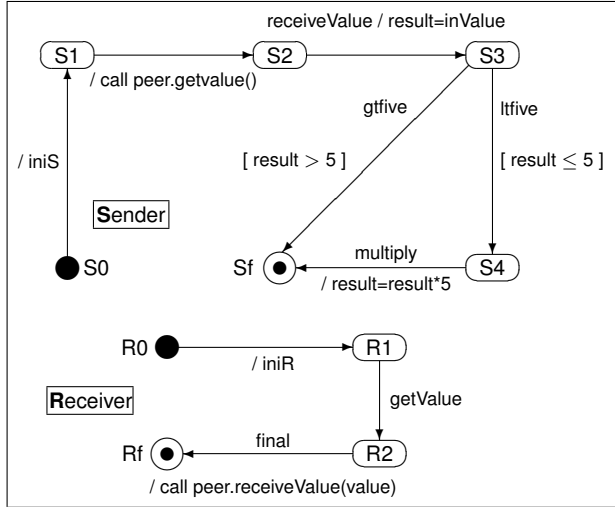 receiveValue / result=inValue
S1
S2
S3
/ call peer.getvalue()
gtfive
ltfive
/ iniS
[ result > 5 ]
[ result ≤ 5 ]
Sender
S0
Sf
multiply
S4
/ result=result*5
R0
R1
/ iniR
Receiver
getValue
Rf
final
R2
/ call peer.receiveValue(value)